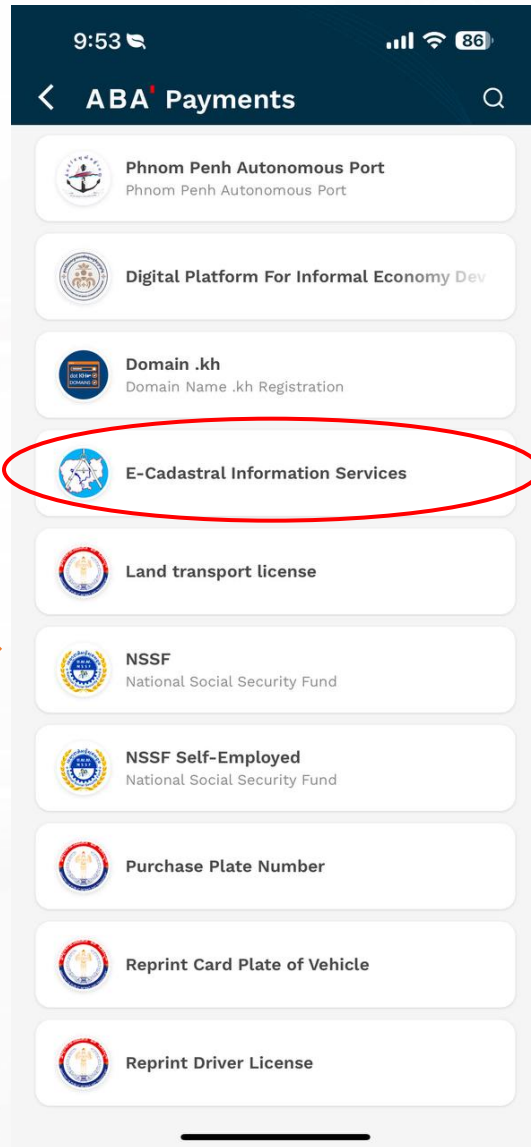 9:53
86
ABA' Payments
Phnom Penh Autonomous Port
Phnom Penh Autonomous Port
Digital Platform For Informal Economy Dev
Domain .kh
Domain Name .kh Registration
E-Cadastral Information Services
Land transport license
NSSF
National Social Security Fund
NSSF Self-Employed
National Social Security Fund
Purchase Plate Number
Reprint Card Plate of Vehicle
Reprint Driver License